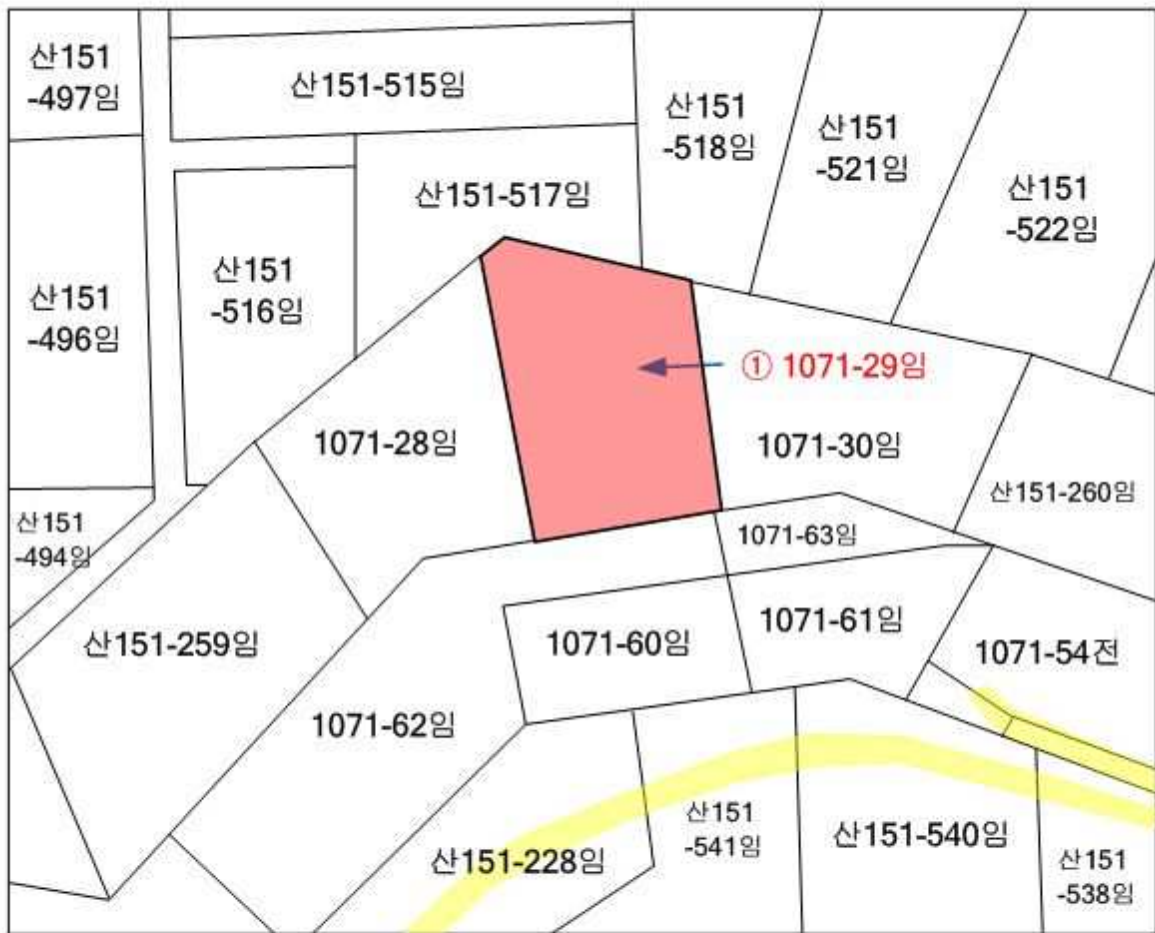 산151
-497임
산151-515임
산151
-518임
산151
-521임
산151
-522임
산151-517임
산151
-516임
산151
-496임
① 1071-29임
1071-28임
1071-30임
산151-260임
산151
-494임
1071-63임
산151-259임
1071-60임
1071-61임
1071-54전
1071-62임
산151
-541임
산151-540임
산151-228임
산151
-538임